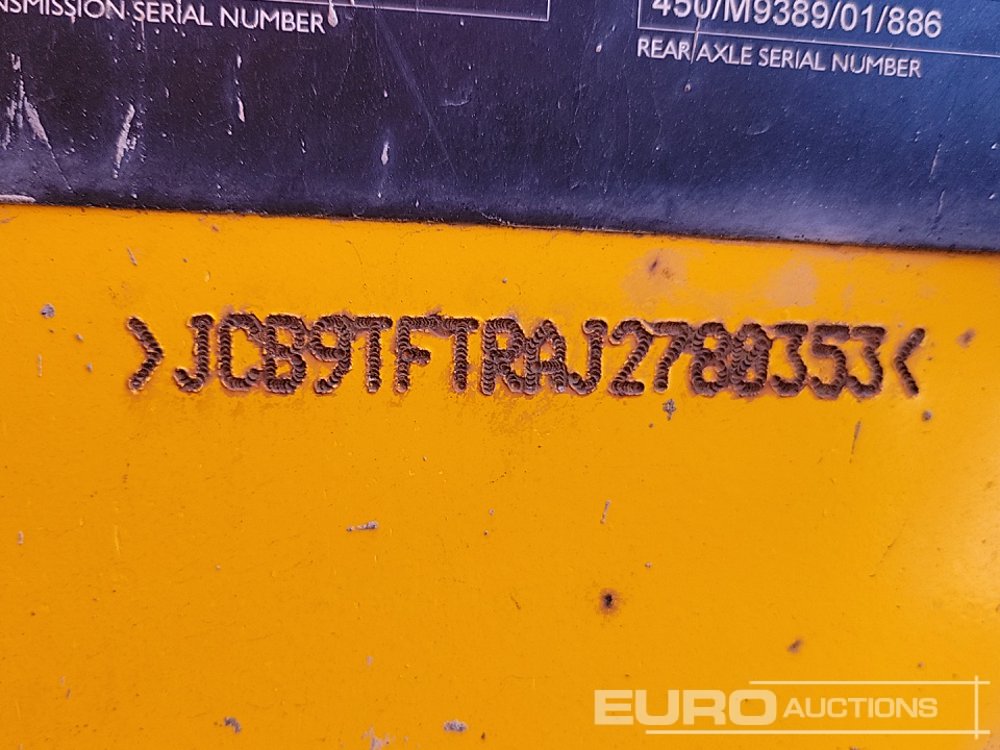 NSMISSION SERIAL NUMBER
450/M9389/01/886
REAR AXLE SERIAL NUMBER
>JCB9TFTRAJ2780353<
EURO AUCTIONS